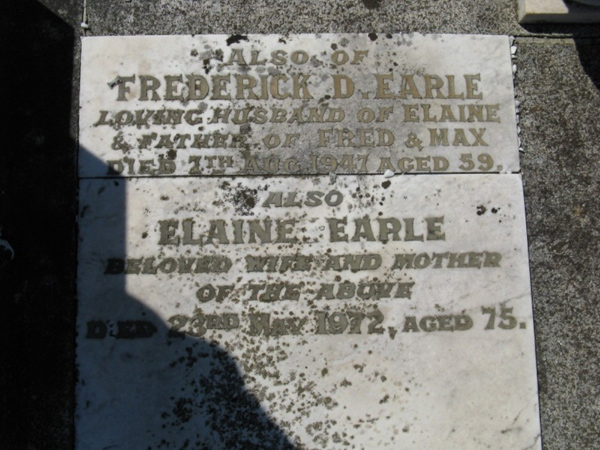 ALSO OF
FREDERICK D. EARLE
LOVING HUSBAND OF ELAINE
& FATHER OF FRED & MAX
DIED 7TH AUG. 1947 AGED 59.
ALSO
ELAINE EARLE
BELOVED WIFE AND MOTHER
OF THE ABOVE
DIED 23RD MAY 1972, AGED 75.